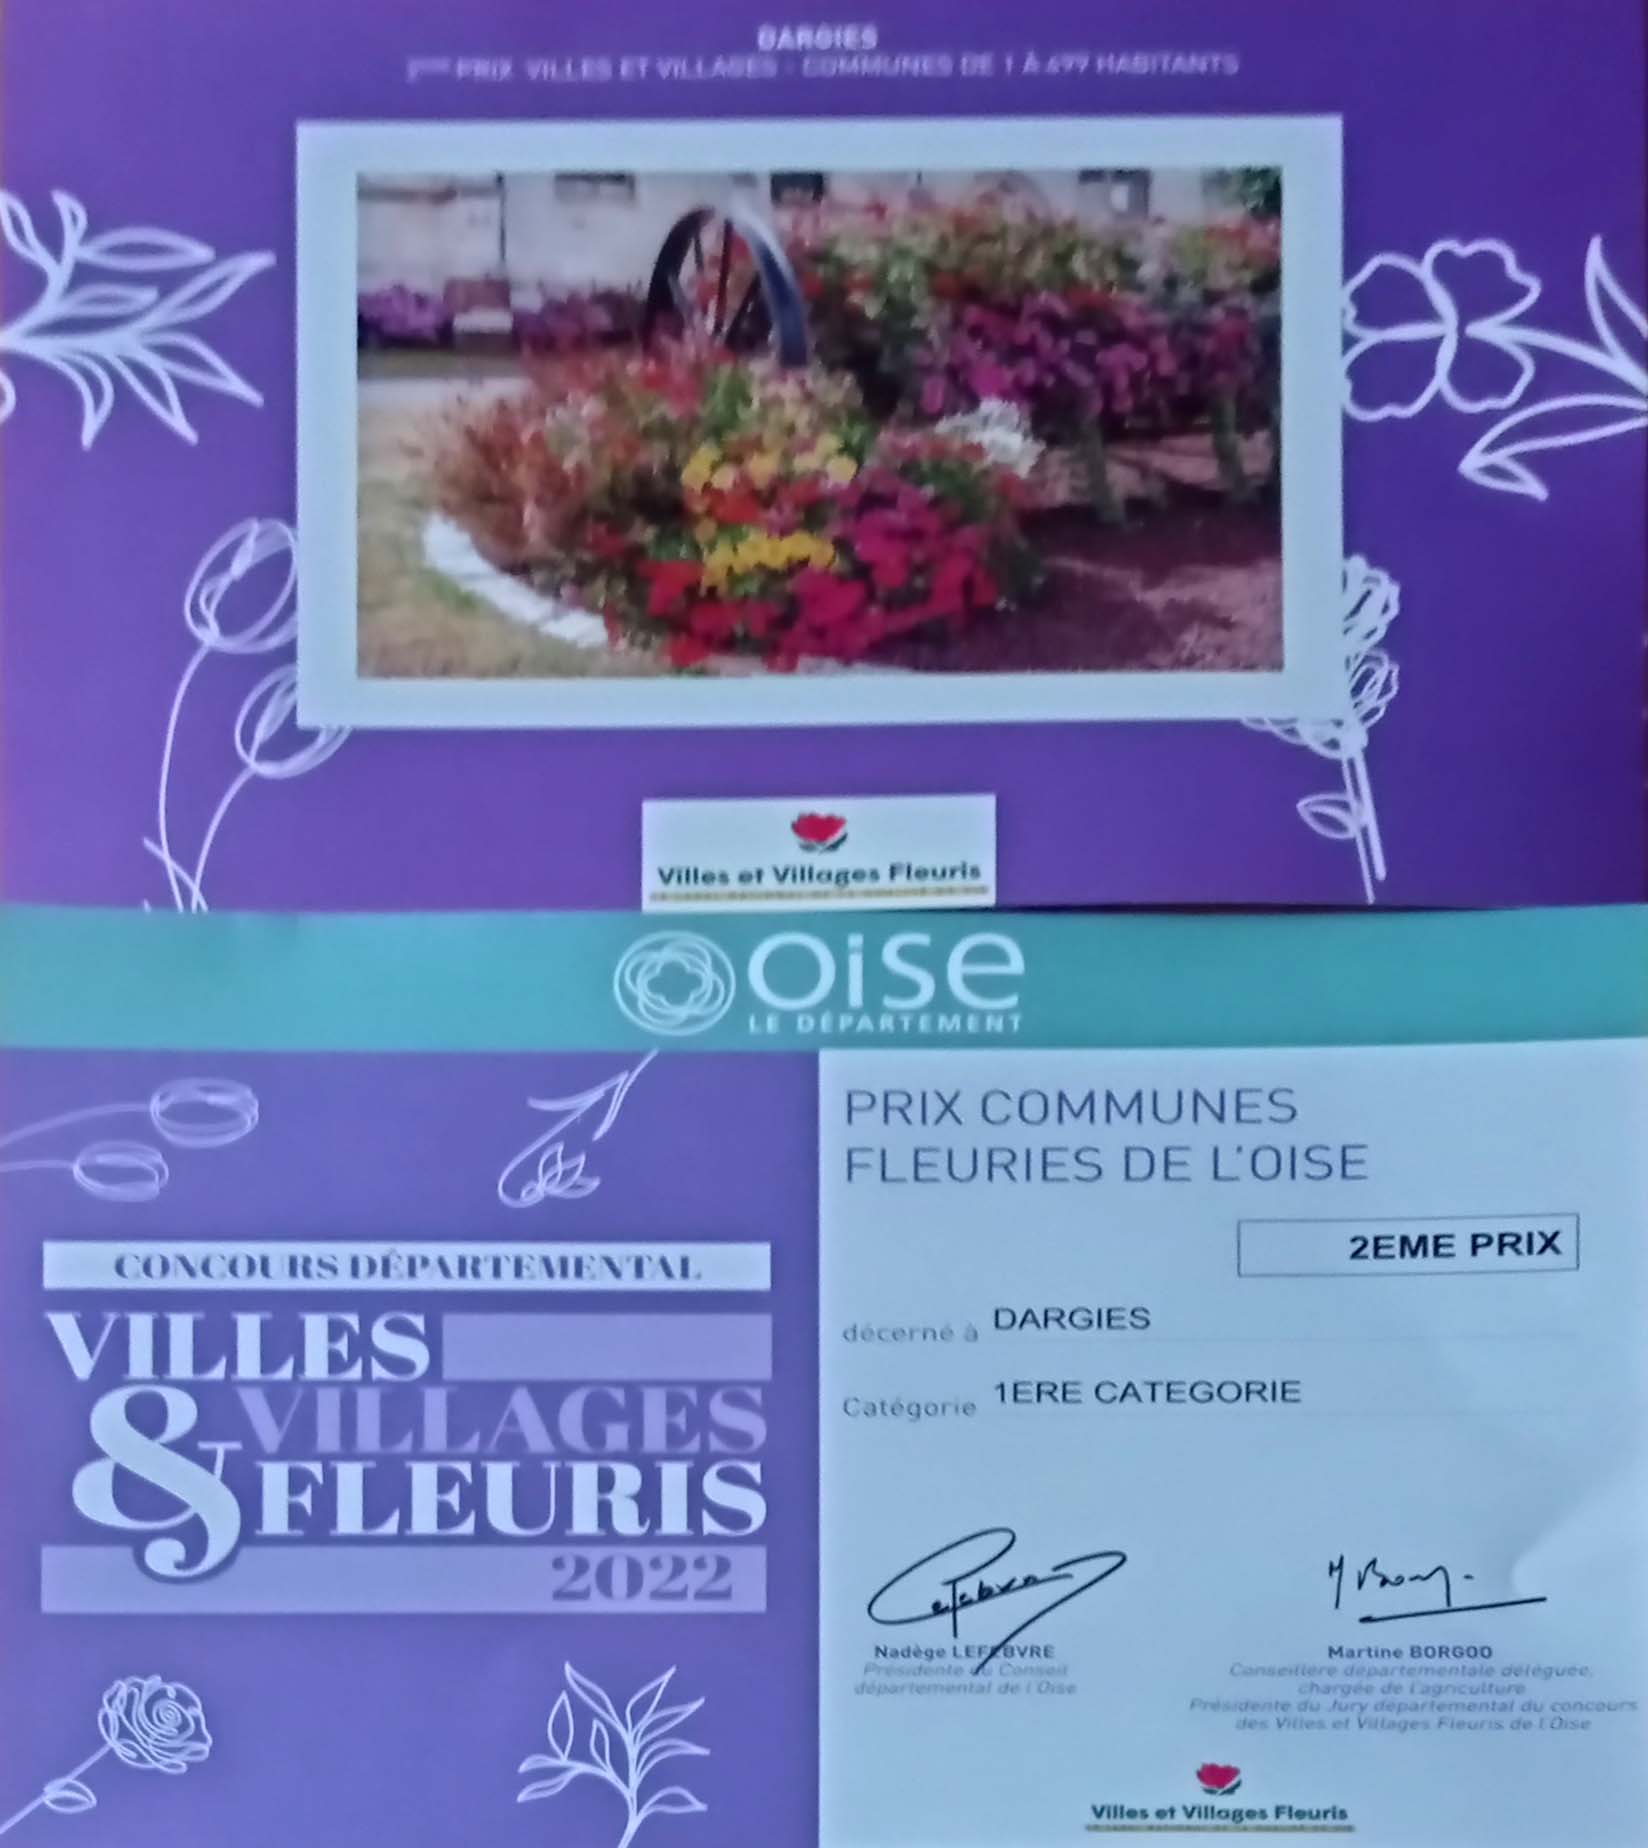 DARGIES
2EME PRIX VILLES ET VILLAGES - COMMUNES DE 1 À 699 HABITANTS
Villes et Villages Fleuris
Oise
LE DÉPARTEMENT
CONCOURS DÉPARTEMENTAL
VILLES
& VILLAGES
FLEURIS
2022
PRIX COMMUNES
FLEURIES DE L'OISE
2EME PRIX
décerné à DARGIES
Catégorie 1ERE CATEGORIE
Nadège LEFEBVRE
Présidente du Conseil
départemental de l'Oise
Martine BORGOO
Conseillère départementale déléguée,
chargée de l'agriculture
Présidente du Jury départemental du concours
des Villes et Villages Fleuris de l'Oise
Villes et Villages Fleuris